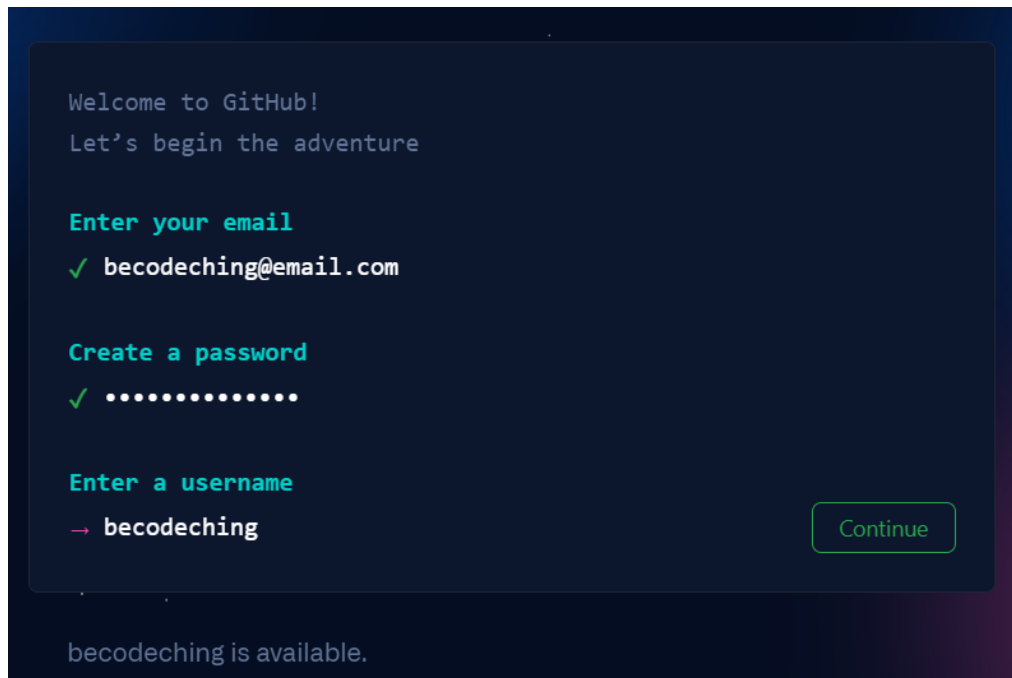 Welcome to GitHub!
Let’s begin the adventure
Enter your email
✓ becodeching@email.com
Create a password
✓ ••••••••••••••
Enter a username
→ becodeching
Continue
becodeching is available.